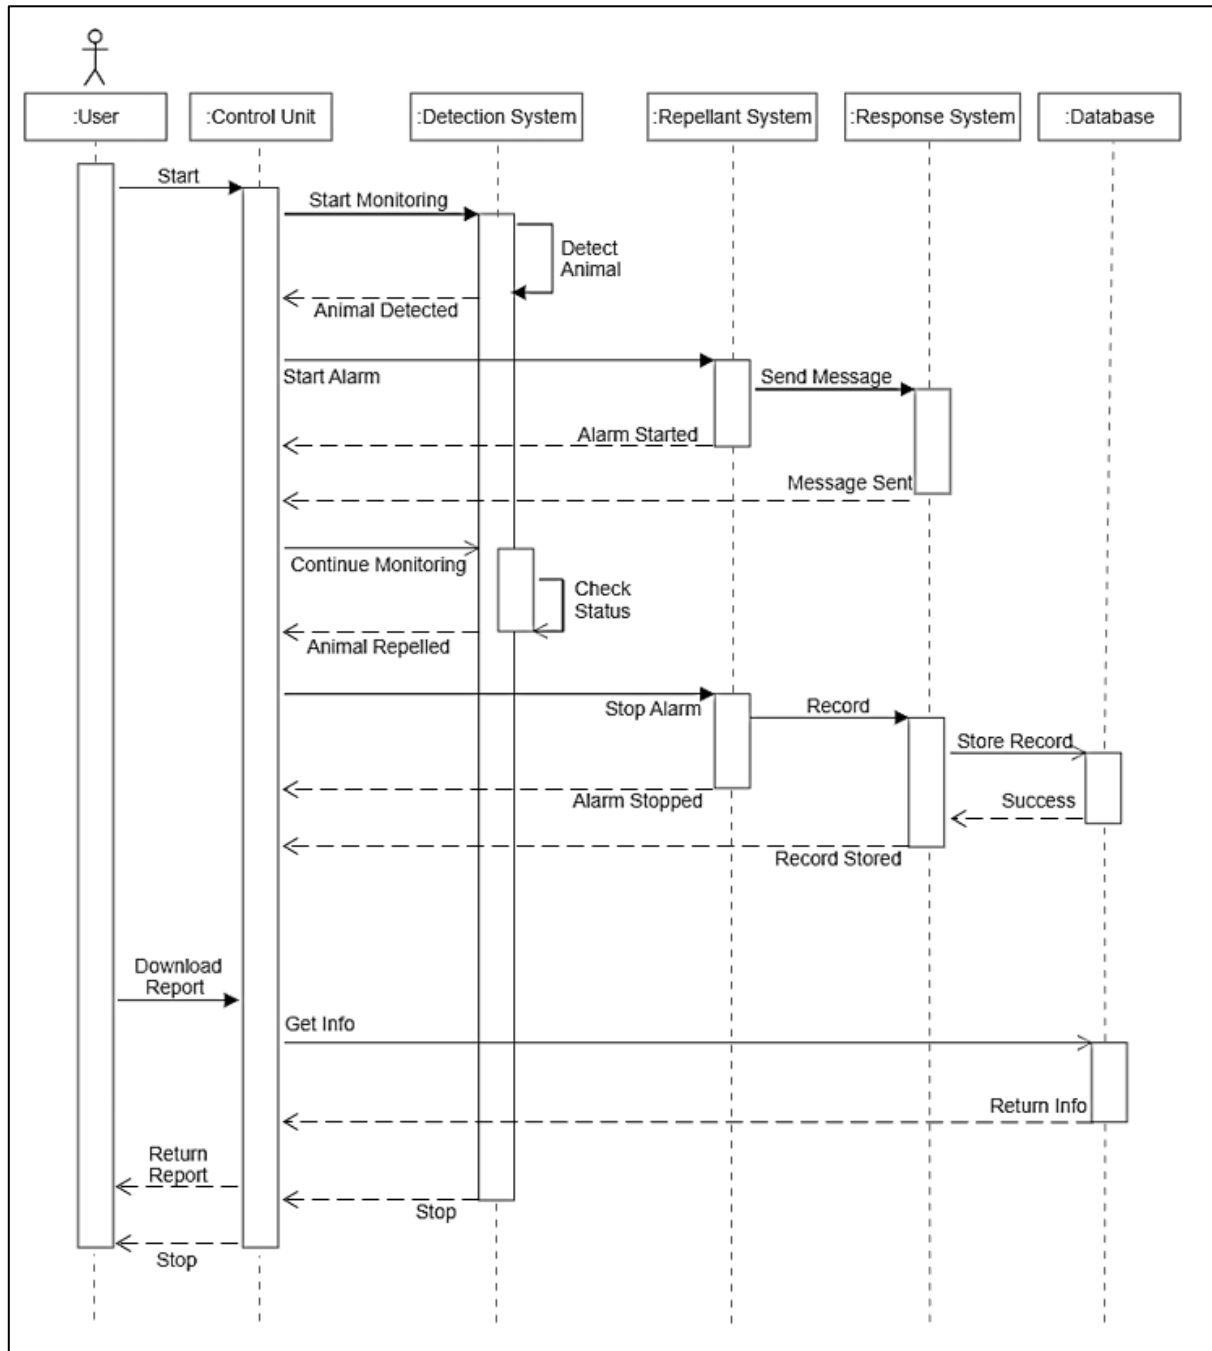 :User
:Control Unit
:Detection System
:Repellant System
:Response System
:Database
Start
Start Monitoring
Detect
Animal
Animal Detected
Start Alarm
Send Message
Alarm Started
Message Sent
Continue Monitoring
Check
Status
Animal Repelled
Stop Alarm
Record
Store Record
Alarm Stopped
Success
Record Stored
Download
Report
Get Info
Return Info
Return
Report
Stop
Stop